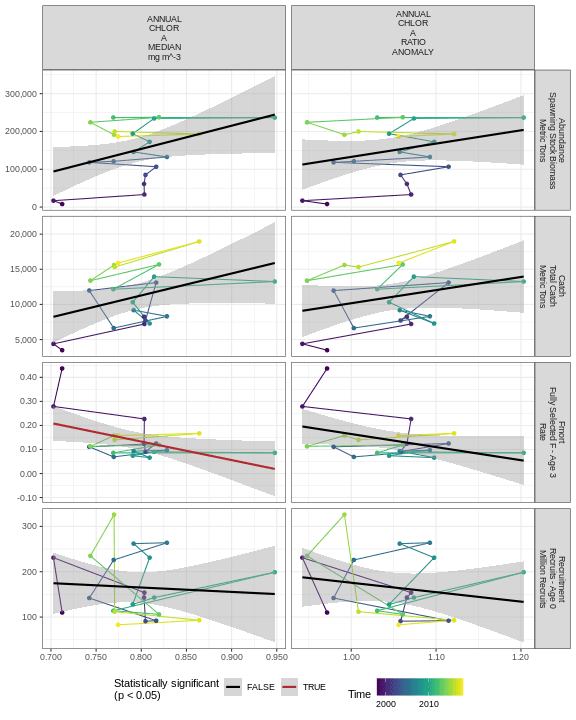 ANNUAL
CHLOR
A
MEDIAN
mg m^-3
ANNUAL
CHLOR
A
RATIO
ANOMALY
300,000
200,000
100,000
0
Abundance
Spawning Stock Biomass
Metric Tons
20,000
15,000
10,000
5,000
Catch
Total Catch
Metric Tons
0.40
0.30
0.20
0.10
0.00
-0.10
Fmort
Fully Selected F - Age 3
Rate
300
200
100
Recruitment
Recruits - Age 0
Million Recruits
0.700 0.750 0.800 0.850 0.900 0.950
1.00 1.10 1.20
Statistically significant
(p < 0.05)
FALSE TRUE
Time
2000 2010